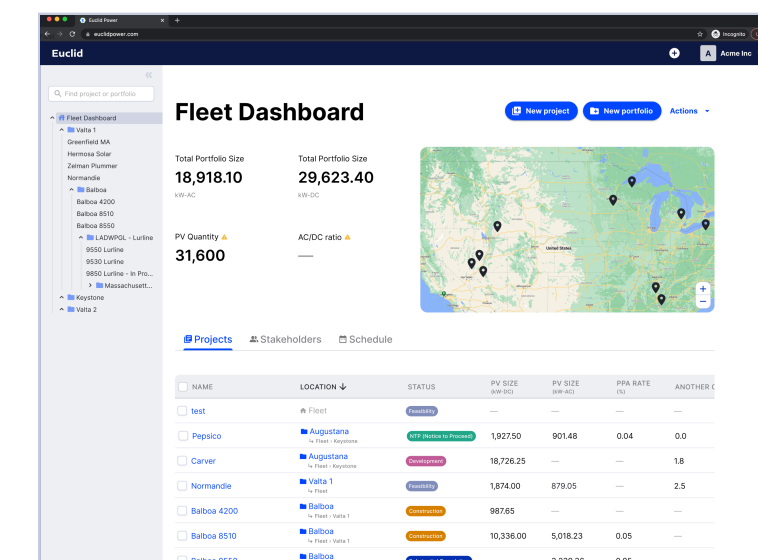 Euclid Power
euclidpower.com
Incognito
Euclid
A Acme Inc
Find project or portfolio
Fleet Dashboard
Valta 1
Greenfield MA
Hermosa Solar
Zelman Plummer
Normandie
Balboa
Balboa 4200
Balboa 8510
Balboa 8550
LADWPGL - Lurline
9550 Lurline
9530 Lurline
9850 Lurline - In Pro...
Massachusett...
Keystone
Valta 2
Fleet Dashboard
New project
New portfolio
Actions
Total Portfolio Size
18,918.10
kW-AC
Total Portfolio Size
29,623.40
kW-DC
PV Quantity
31,600
AC/DC ratio
—
United States
+
−
Projects
Stakeholders
Schedule
NAME LOCATION ↓ STATUS PV SIZE (kW-DC) PV SIZE (kW-AC) PPA RATE (%) ANOTHER
test Fleet Feasibility — — — —
Pepsico Augustana NTP (Notice to Proceed) 1,927.50 901.48 0.04 0.0
↳ Fleet › Keystone
Carver Augustana Development 18,726.25 — — 1.8
↳ Fleet › Keystone
Normandie Valta 1 Feasibility 1,874.00 879.05 — 2.5
↳ Fleet
Balboa 4200 Balboa Construction 987.65 — — —
↳ Fleet › Valta 1
Balboa 8510 Balboa Construction 10,336.00 5,018.23 0.05 —
↳ Fleet › Valta 1
Balboa